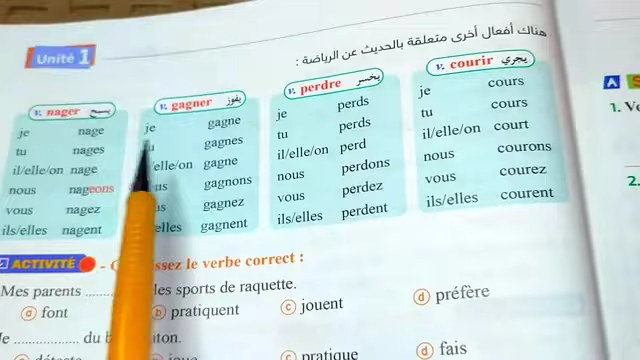 Unité 1
هناك أفعال أخرى متعلقة بالحديث عن الرياضة :
v. nager يسبح
je nage
tu nages
il/elle/on nage
nous nageons
vous nagez
ils/elles nagent
v. gagner يفوز
je gagne
gagnes
elle/on gagne
gagnons
gagnez
elles gagnent
v. perdre يخسر
je perds
tu perds
il/elle/on perd
nous perdons
vous perdez
ils/elles perdent
v. courir يجري
je cours
tu cours
il/elle/on court
nous courons
vous courez
ils/elles courent
ACTIVITÉ - ssez le verbe correct :
Mes parents ........ les sports de raquette.
a font b pratiquent c jouent d préfère
Je ........ du b ton.
c pratique d fais
A
1.
2.